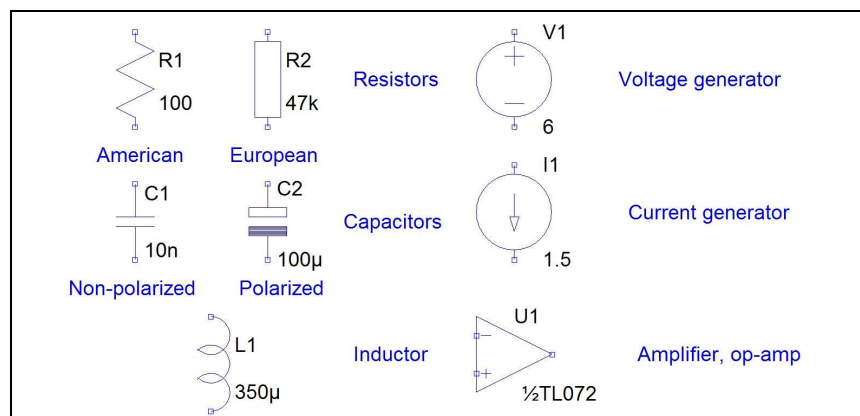 R1
100
American
R2
47k
European
Resistors
V1
+
−
6
Voltage generator
C1
10n
Non-polarized
C2
100µ
Polarized
Capacitors
I1
1.5
Current generator
L1
350µ
Inductor
U1
−
+
½TL072
Amplifier, op-amp